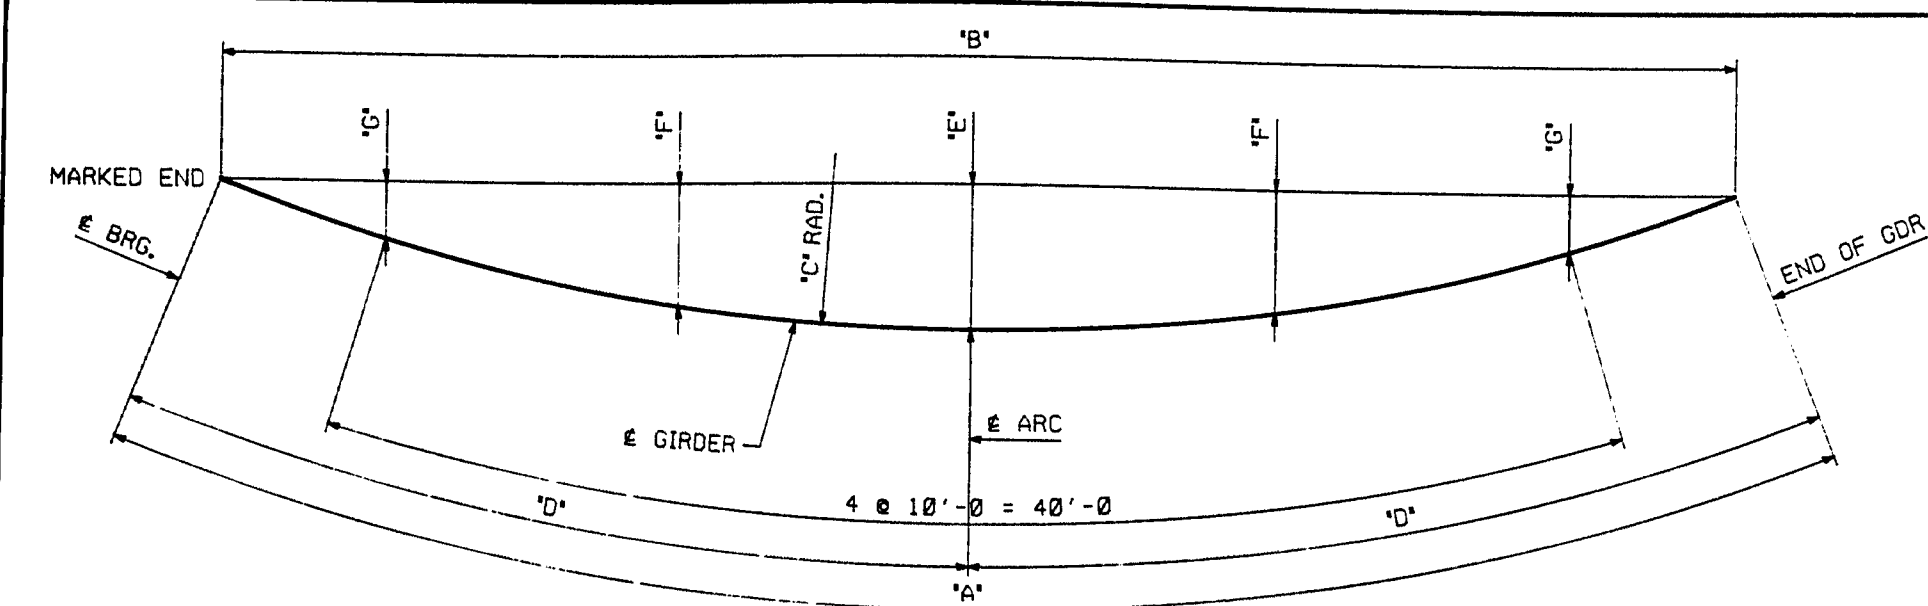 "B"
"G"
"F"
"E"
"F"
"G"
MARKED END
℄ BRG.
"C" RAD.
END OF GDR
℄ GIRDER
℄ ARC
4 @ 10'-0 = 40'-0
"D"
"D"
"A"